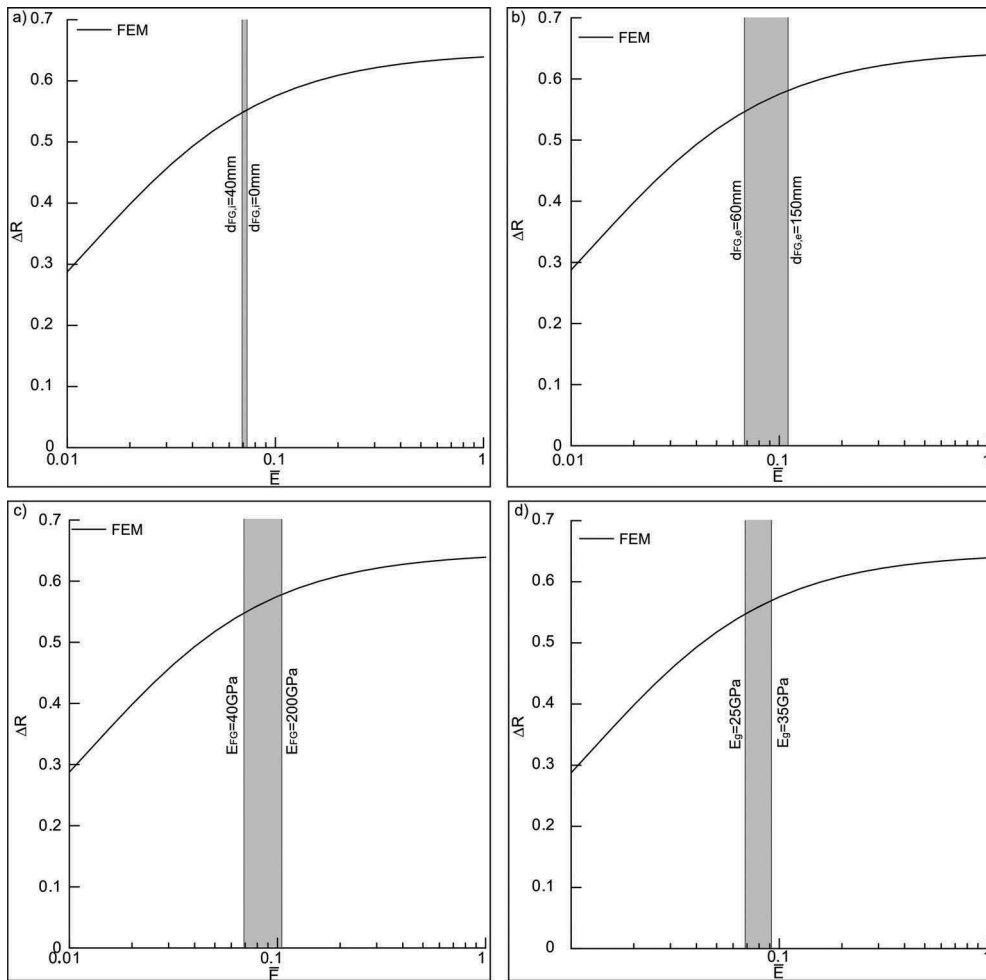 a)
FEM
0.7
0.6
0.5
0.4
0.3
0.2
0.1
0
ΔR
dFG,i=40mm
dFG,i=0mm
0.01
0.1
1
E̅
b)
FEM
0.7
0.6
0.5
0.4
0.3
0.2
0.1
0
ΔR
dFG,e=60mm
dFG,e=150mm
0.01
0.1
1
E̅
c)
FEM
0.7
0.6
0.5
0.4
0.3
0.2
0.1
0
ΔR
EFG=40GPa
EFG=200GPa
0.01
0.1
1
E̅
d)
FEM
0.7
0.6
0.5
0.4
0.3
0.2
0.1
0
ΔR
Eg=25GPa
Eg=35GPa
0.1
1
E̅